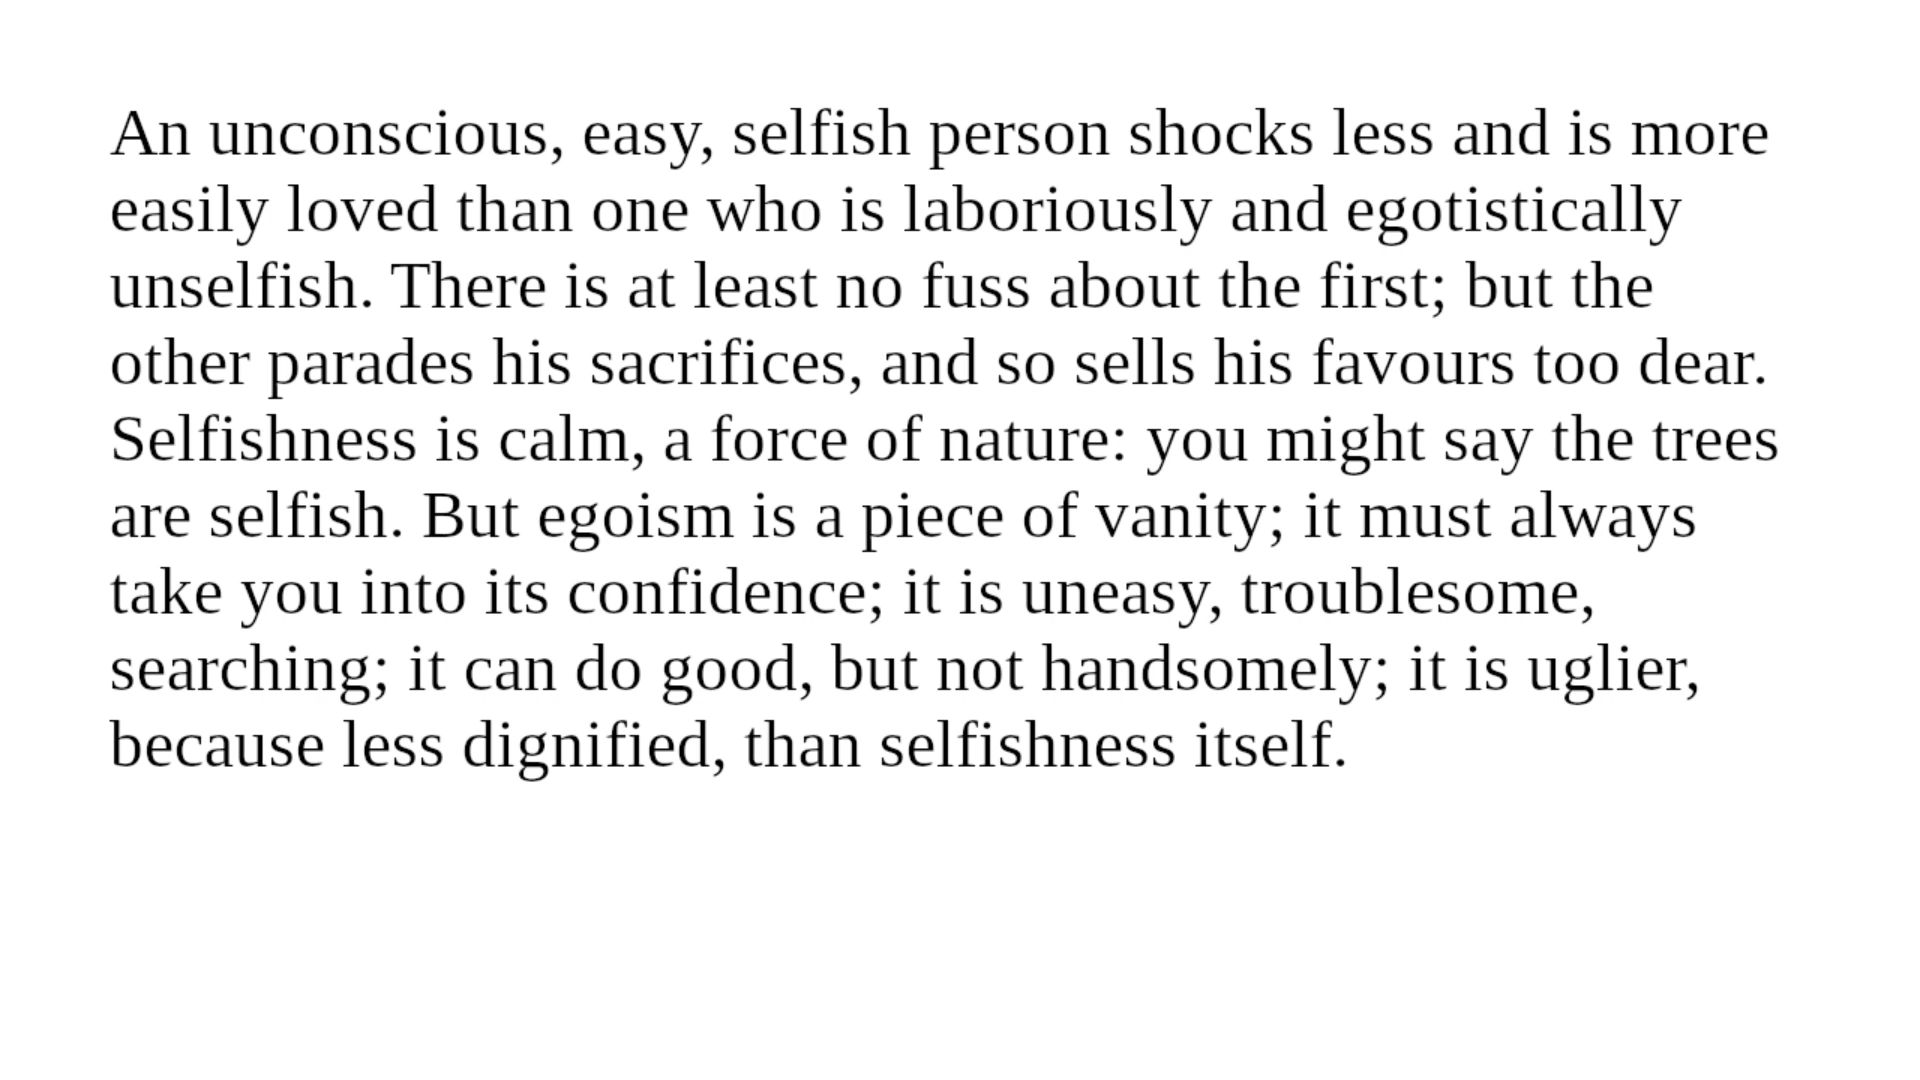 An unconscious, easy, selfish person shocks less and is more
easily loved than one who is laboriously and egotistically
unselfish. There is at least no fuss about the first; but the
other parades his sacrifices, and so sells his favours too dear.
Selfishness is calm, a force of nature: you might say the trees
are selfish. But egoism is a piece of vanity; it must always
take you into its confidence; it is uneasy, troublesome,
searching; it can do good, but not handsomely; it is uglier,
because less dignified, than selfishness itself.